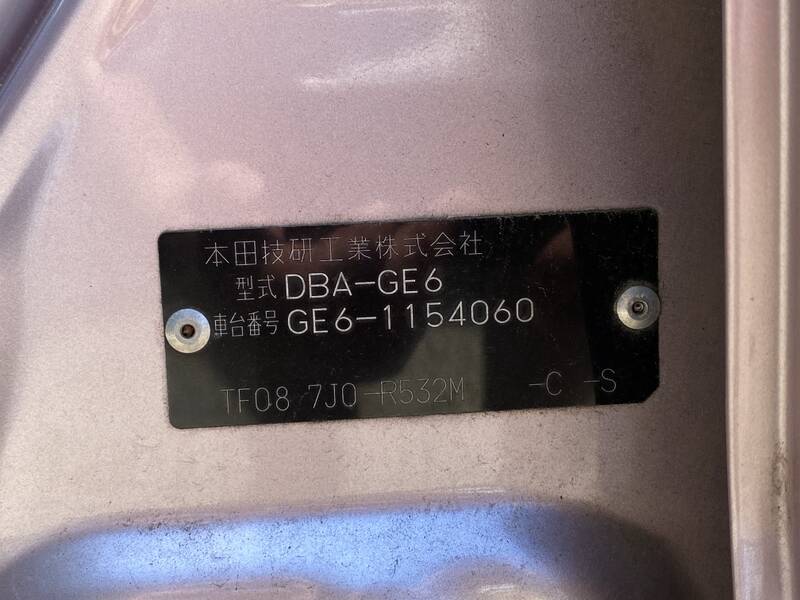 本田技研工業株式会社
型式 DBA-GE6
車台番号 GE6-1154060
TF08 7J0-R532M -C -S